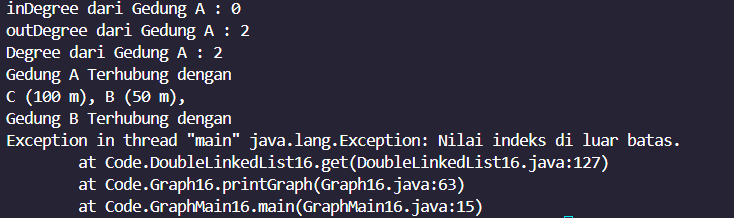 inDegree dari Gedung A : 0
outDegree dari Gedung A : 2
Degree dari Gedung A : 2
Gedung A Terhubung dengan
C (100 m), B (50 m),
Gedung B Terhubung dengan
Exception in thread "main" java.lang.Exception: Nilai indeks di luar batas.
        at Code.DoubleLinkedList16.get(DoubleLinkedList16.java:127)
        at Code.Graph16.printGraph(Graph16.java:63)
        at Code.GraphMain16.main(GraphMain16.java:15)